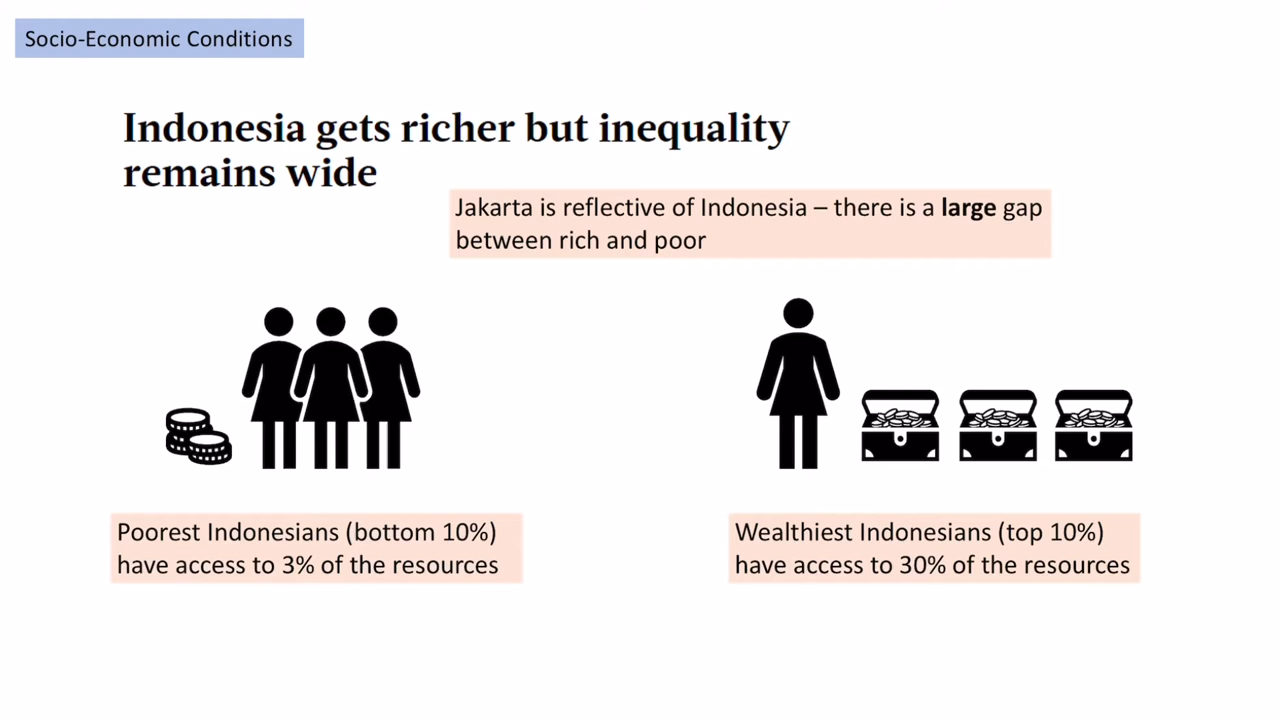 Socio-Economic Conditions
Indonesia gets richer but inequality
remains wide
Jakarta is reflective of Indonesia – there is a large gap
between rich and poor
Poorest Indonesians (bottom 10%)
have access to 3% of the resources
Wealthiest Indonesians (top 10%)
have access to 30% of the resources